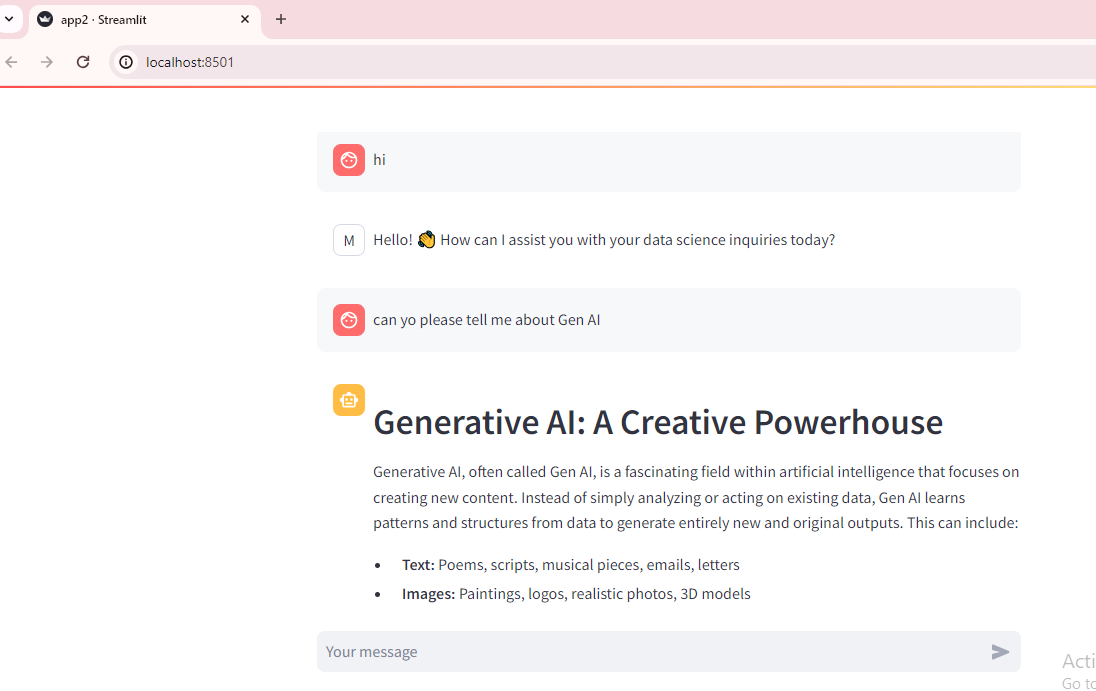 app2 · Streamlit
localhost:8501
hi
M
Hello! 👋 How can I assist you with your data science inquiries today?
can yo please tell me about Gen AI
Generative AI: A Creative Powerhouse
Generative AI, often called Gen AI, is a fascinating field within artificial intelligence that focuses on
creating new content. Instead of simply analyzing or acting on existing data, Gen AI learns
patterns and structures from data to generate entirely new and original outputs. This can include:
• Text: Poems, scripts, musical pieces, emails, letters
• Images: Paintings, logos, realistic photos, 3D models
Your message
Acti
Go to